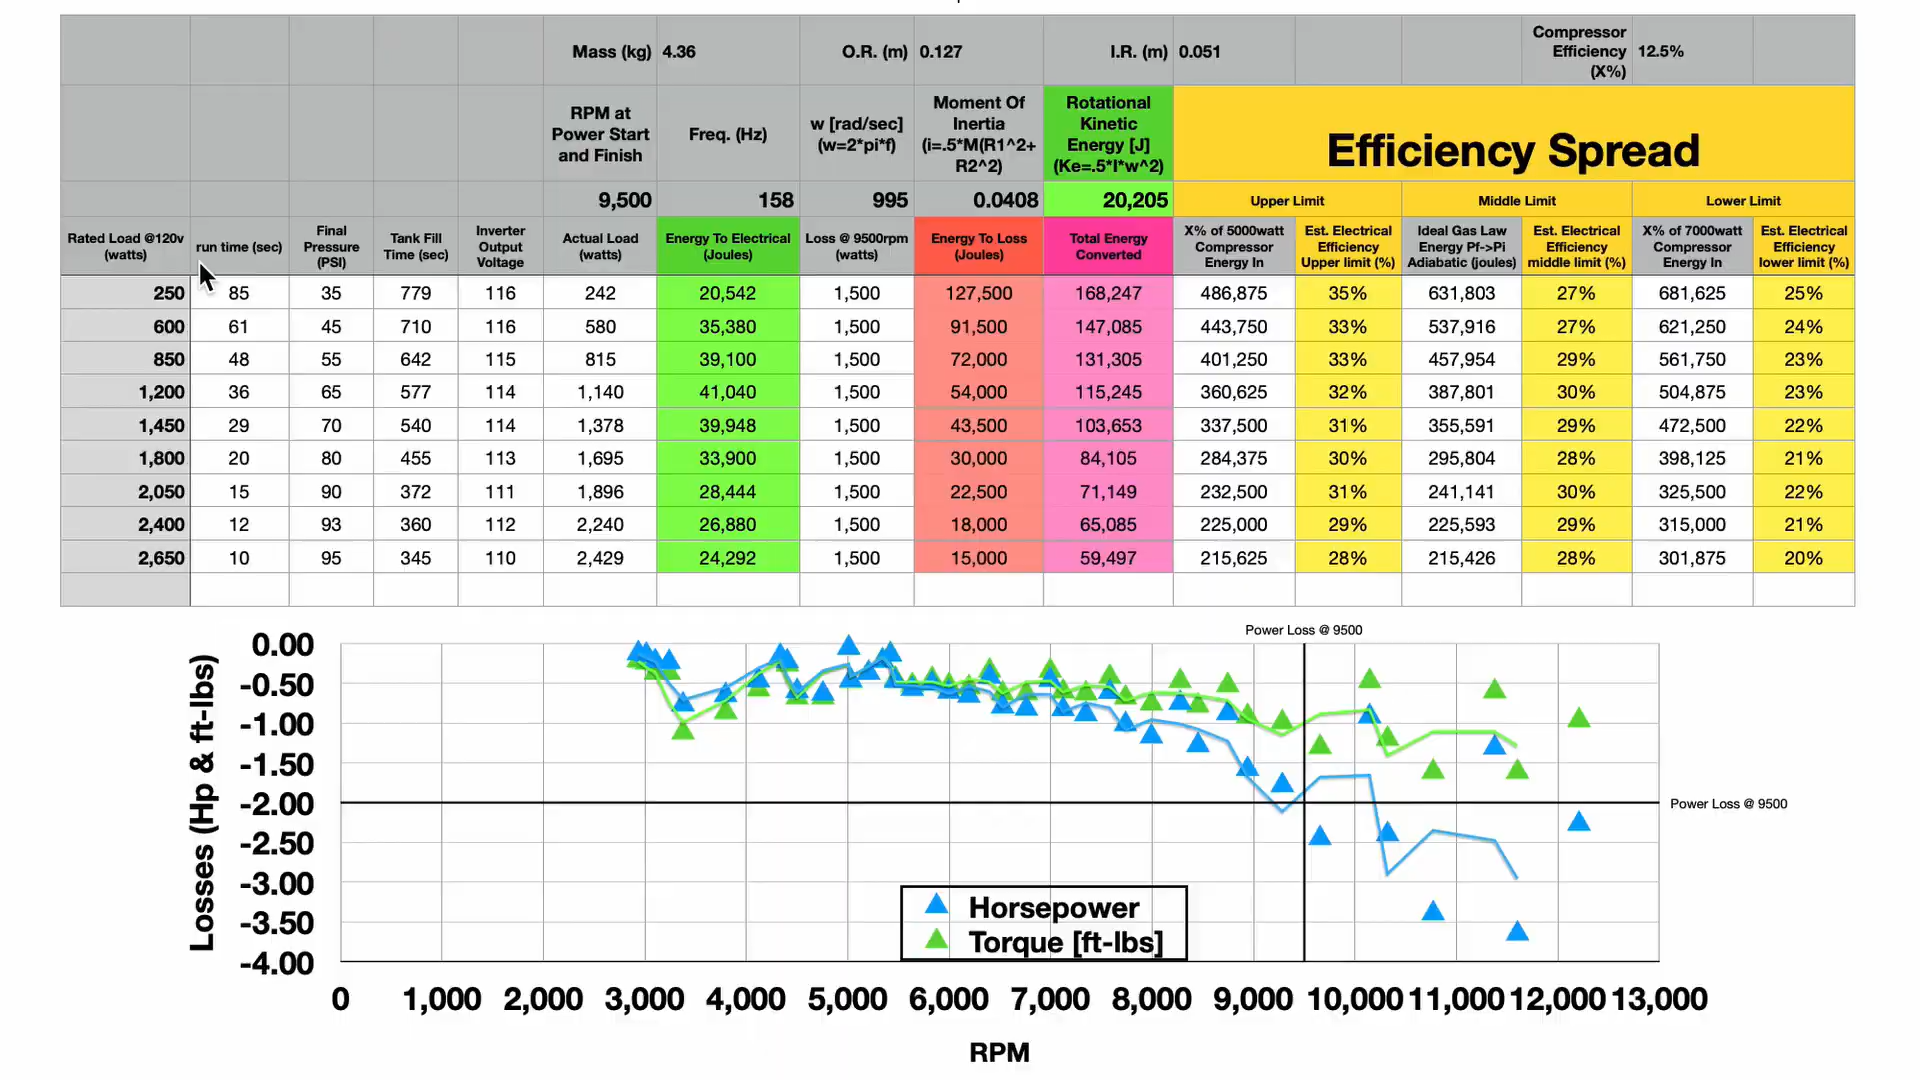 Mass (kg) 4.36 O.R. (m) 0.127 I.R. (m) 0.051 Compressor Efficiency (X%) 12.5%
RPM at Power Start and Finish Freq. (Hz) w [rad/sec] (w=2*pi*f) Moment Of Inertia (i=.5*M(R1^2+R2^2) Rotational Kinetic Energy [J] (Ke=.5*I*w^2) Efficiency Spread
9,500 158 995 0.0408 20,205 Upper Limit Middle Limit Lower Limit
Rated Load @120v (watts) run time (sec) Final Pressure (PSI) Tank Fill Time (sec) Inverter Output Voltage Actual Load (watts) Energy To Electrical (Joules) Loss @ 9500rpm (watts) Energy To Loss (Joules) Total Energy Converted X% of 5000watt Compressor Energy In Est. Electrical Efficiency Upper limit (%) Ideal Gas Law Energy Pf->Pi Adiabatic (joules) Est. Electrical Efficiency middle limit (%) X% of 7000watt Compressor Energy In Est. Electrical Efficiency lower limit (%)
250 85 35 779 116 242 20,542 1,500 127,500 168,247 486,875 35% 631,803 27% 681,625 25%
600 61 45 710 116 580 35,380 1,500 91,500 147,085 443,750 33% 537,916 27% 621,250 24%
850 48 55 642 115 815 39,100 1,500 72,000 131,305 401,250 33% 457,954 29% 561,750 23%
1,200 36 65 577 114 1,140 41,040 1,500 54,000 115,245 360,625 32% 387,801 30% 504,875 23%
1,450 29 70 540 114 1,378 39,948 1,500 43,500 103,653 337,500 31% 355,591 29% 472,500 22%
1,800 20 80 455 113 1,695 33,900 1,500 30,000 84,105 284,375 30% 295,804 28% 398,125 21%
2,050 15 90 372 111 1,896 28,444 1,500 22,500 71,149 232,500 31% 241,141 30% 325,500 22%
2,400 12 93 360 112 2,240 26,880 1,500 18,000 65,085 225,000 29% 225,593 29% 315,000 21%
2,650 10 95 345 110 2,429 24,292 1,500 15,000 59,497 215,625 28% 215,426 28% 301,875 20%
Power Loss @ 9500
Losses (Hp & ft-lbs)
0.00
-0.50
-1.00
-1.50
-2.00
Power Loss @ 9500
-2.50
-3.00
-3.50
-4.00
Horsepower
Torque [ft-lbs]
0 1,000 2,000 3,000 4,000 5,000 6,000 7,000 8,000 9,000 10,000 11,000 12,000 13,000
RPM